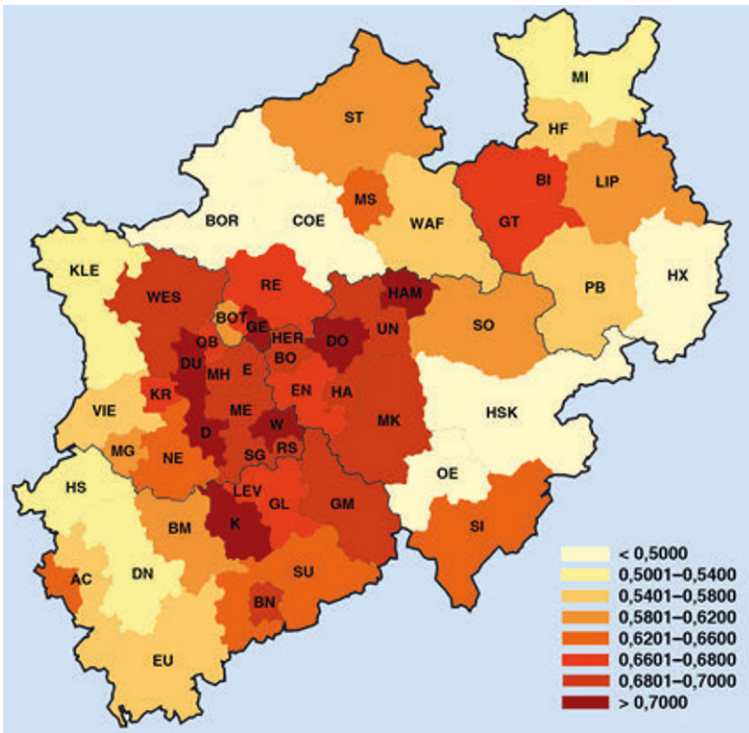 MI
HF
ST
BI
LIP
MS
GT
WAF
BOR
COE
KLE
HX
RE
PB
WES
HAM
BOT
GE
SO
UN
HER
DO
OB
BO
DU
MH
E
KR
EN
HA
VIE
ME
HSK
MK
W
D
MG
RS
NE
SG
OE
HS
LEV
GL
GM
K
BM
SI
AC
DN
SU
BN
EU
< 0,5000
0,5001–0,5400
0,5401–0,5800
0,5801–0,6200
0,6201–0,6600
0,6601–0,6800
0,6801–0,7000
> 0,7000